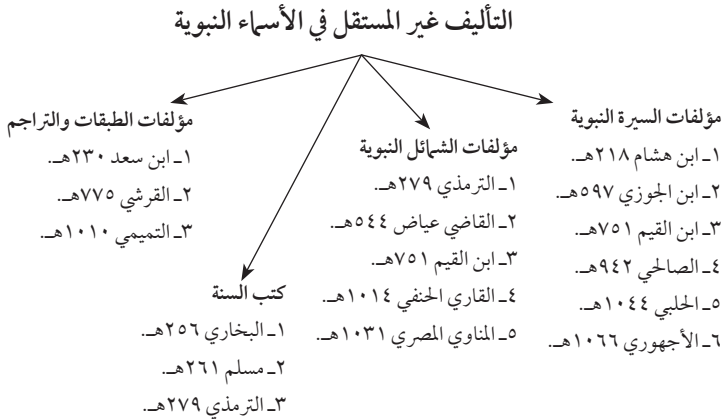 التأليف غير المستقل في الأسماء النبوية
مؤلفات السيرة النبوية
١ـ ابن هشام ٢١٨هـ.
٢ـ ابن الجوزي ٥٩٧هـ.
٣ـ ابن القيم ٧٥١هـ.
٤ـ الصالحي ٩٤٢هـ.
٥ـ الحلبي ١٠٤٤هـ.
٦ـ الأجهوري ١٠٦٦هـ.
مؤلفات الشمائل النبوية
١ـ الترمذي ٢٧٩هـ.
٢ـ القاضي عياض ٥٤٤هـ.
٣ـ ابن القيم ٧٥١هـ.
٤ـ القاري الحنفي ١٠١٤هـ.
٥ـ المناوي المصري ١٠٣١هـ.
كتب السنة
١ـ البخاري ٢٥٦هـ.
٢ـ مسلم ٢٦١هـ.
٣ـ الترمذي ٢٧٩هـ.
مؤلفات الطبقات والتراجم
١ـ ابن سعد ٢٣٠هـ.
٢ـ القرشي ٧٧٥هـ.
٣ـ التميمي ١٠١٠هـ.